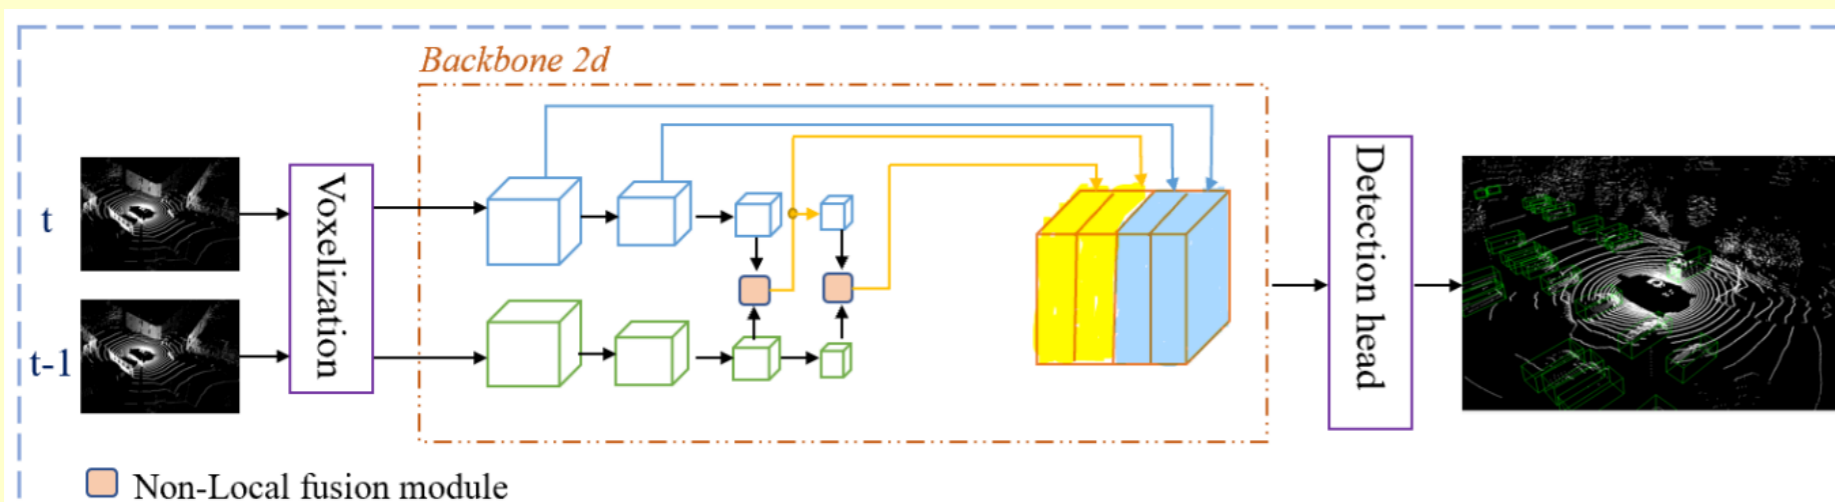 Backbone 2d
t
t-1
Voxelization
Detection head
Non-Local fusion module